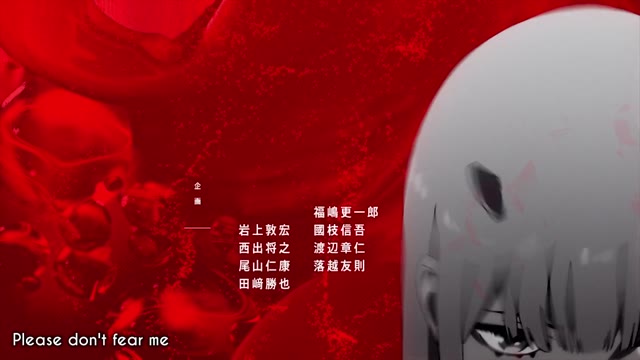 企画
福嶋更一郎
岩上敦宏 國枝信吾
西出将之 渡辺章仁
尾山仁康 落越友則
田﨑勝也
Please don't fear me